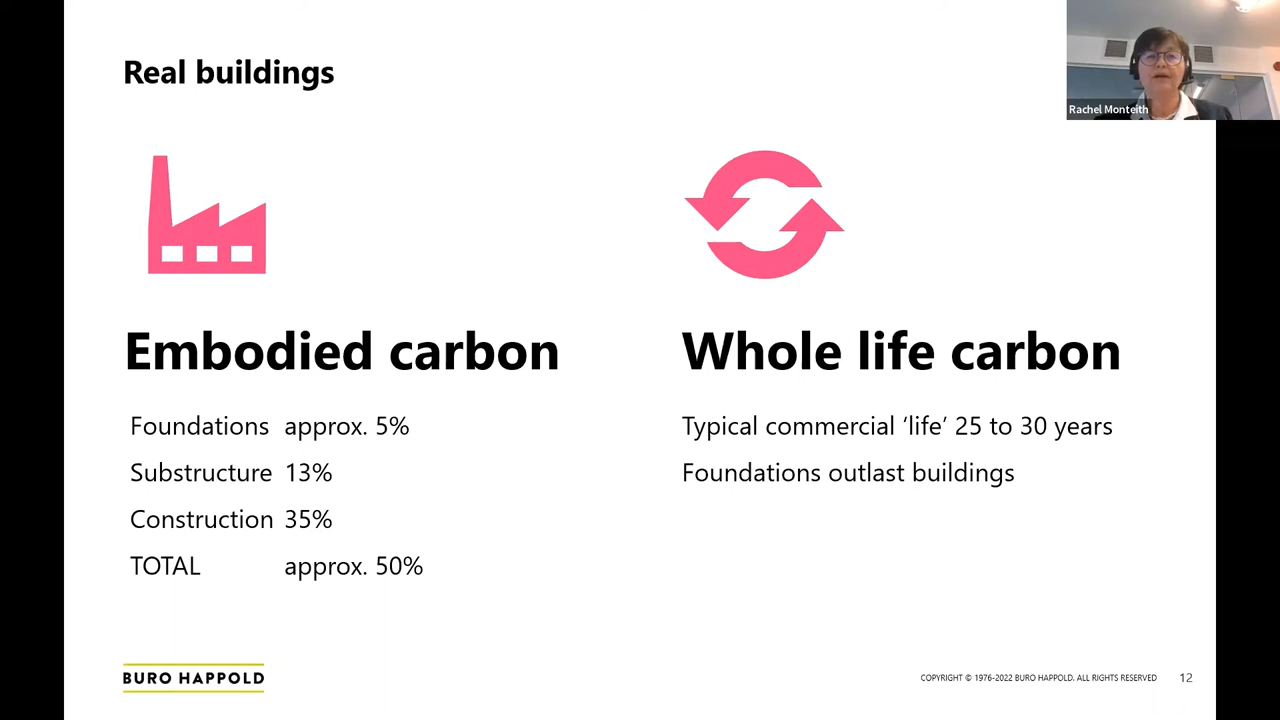 Real buildings
Rachel Monteith
Embodied carbon
Foundations approx. 5%
Substructure 13%
Construction 35%
TOTAL approx. 50%
Whole life carbon
Typical commercial ‘life’ 25 to 30 years
Foundations outlast buildings
BURO HAPPOLD
COPYRIGHT © 1976-2022 BURO HAPPOLD. ALL RIGHTS RESERVED 12